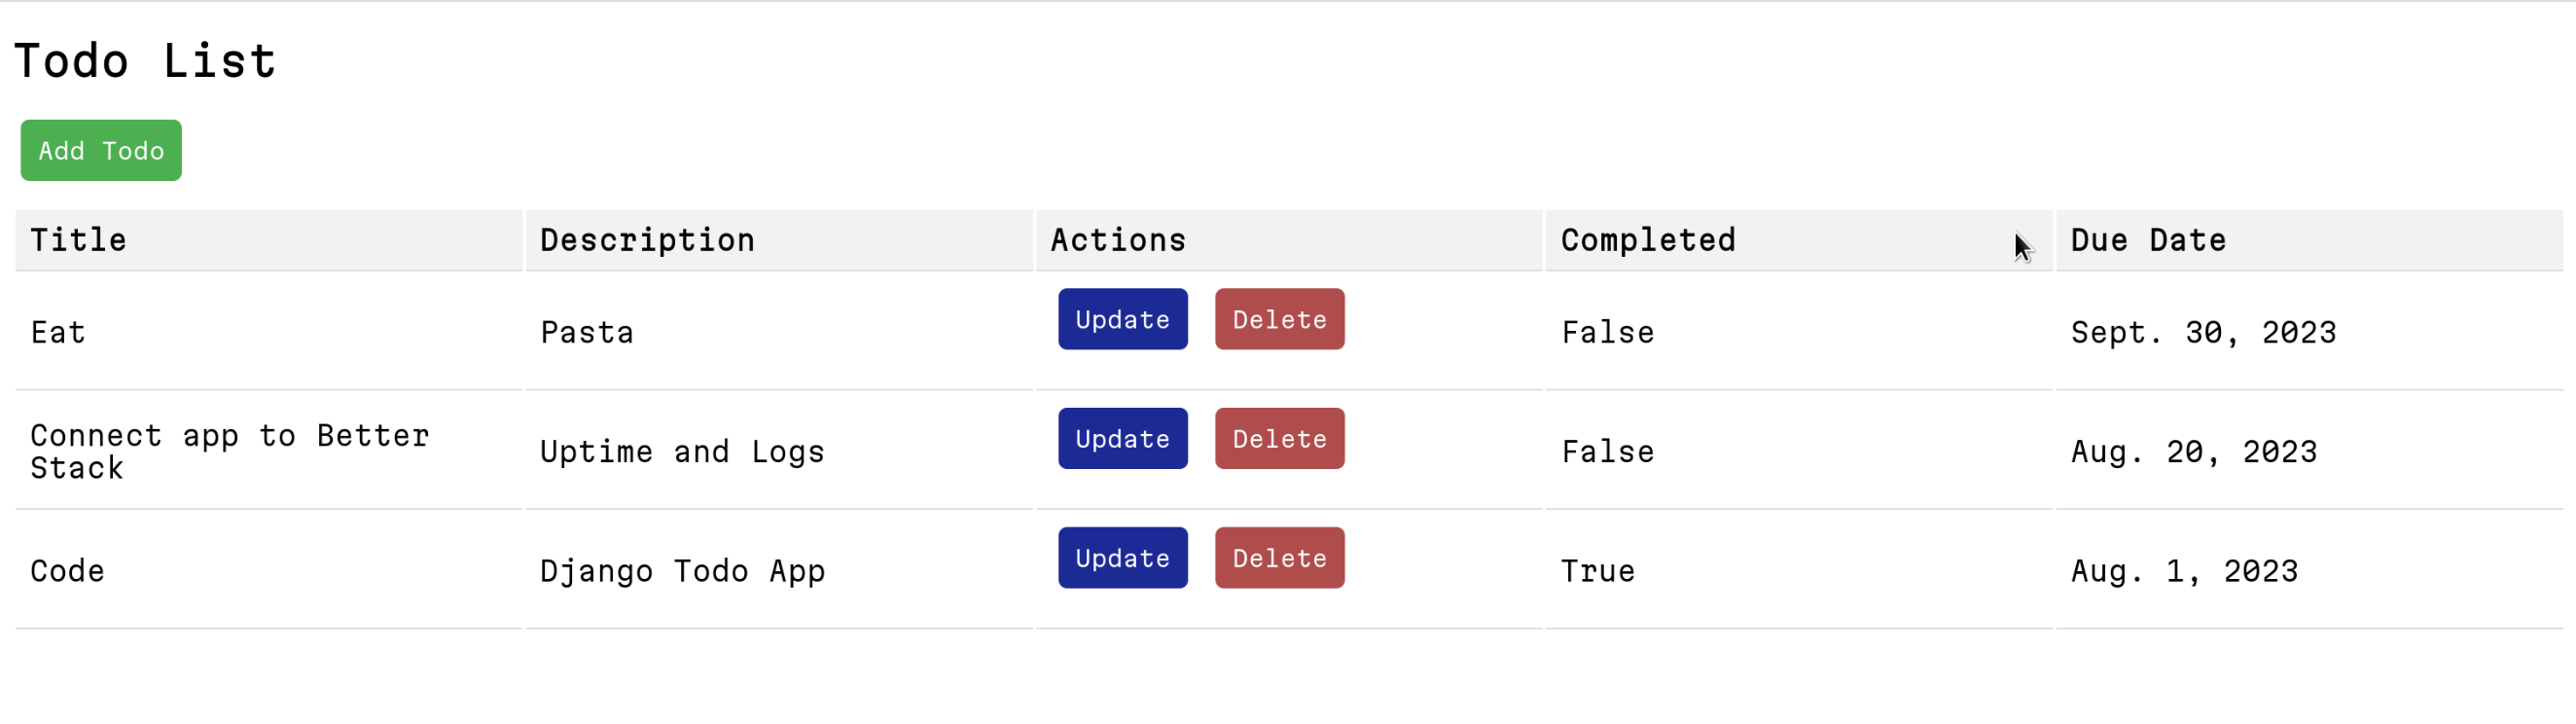 Todo List
Add Todo
Title Description Actions Completed Due Date
Eat Pasta Update Delete False Sept. 30, 2023
Connect app to Better
Stack Uptime and Logs Update Delete False Aug. 20, 2023
Code Django Todo App Update Delete True Aug. 1, 2023